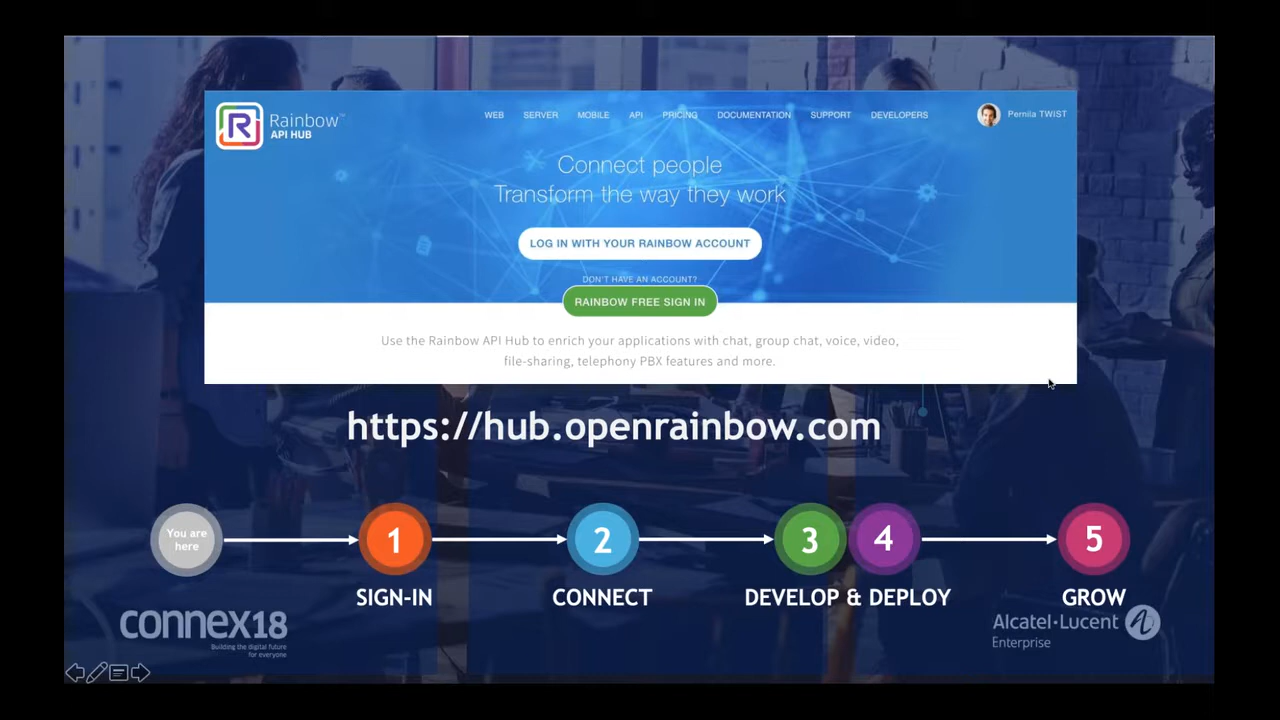 R Rainbow™
API HUB
WEB SERVER MOBILE API PRICING DOCUMENTATION SUPPORT DEVELOPERS Pernila TWIST
Connect people
Transform the way they work
LOG IN WITH YOUR RAINBOW ACCOUNT
DON'T HAVE AN ACCOUNT?
RAINBOW FREE SIGN IN
Use the Rainbow API Hub to enrich your applications with chat, group chat, voice, video,
file-sharing, telephony PBX features and more.
https://hub.openrainbow.com
You are
here
1 2 3 4 5
SIGN-IN CONNECT DEVELOP & DEPLOY GROW
connex18
Building the digital future
for everyone
Alcatel·Lucent
Enterprise